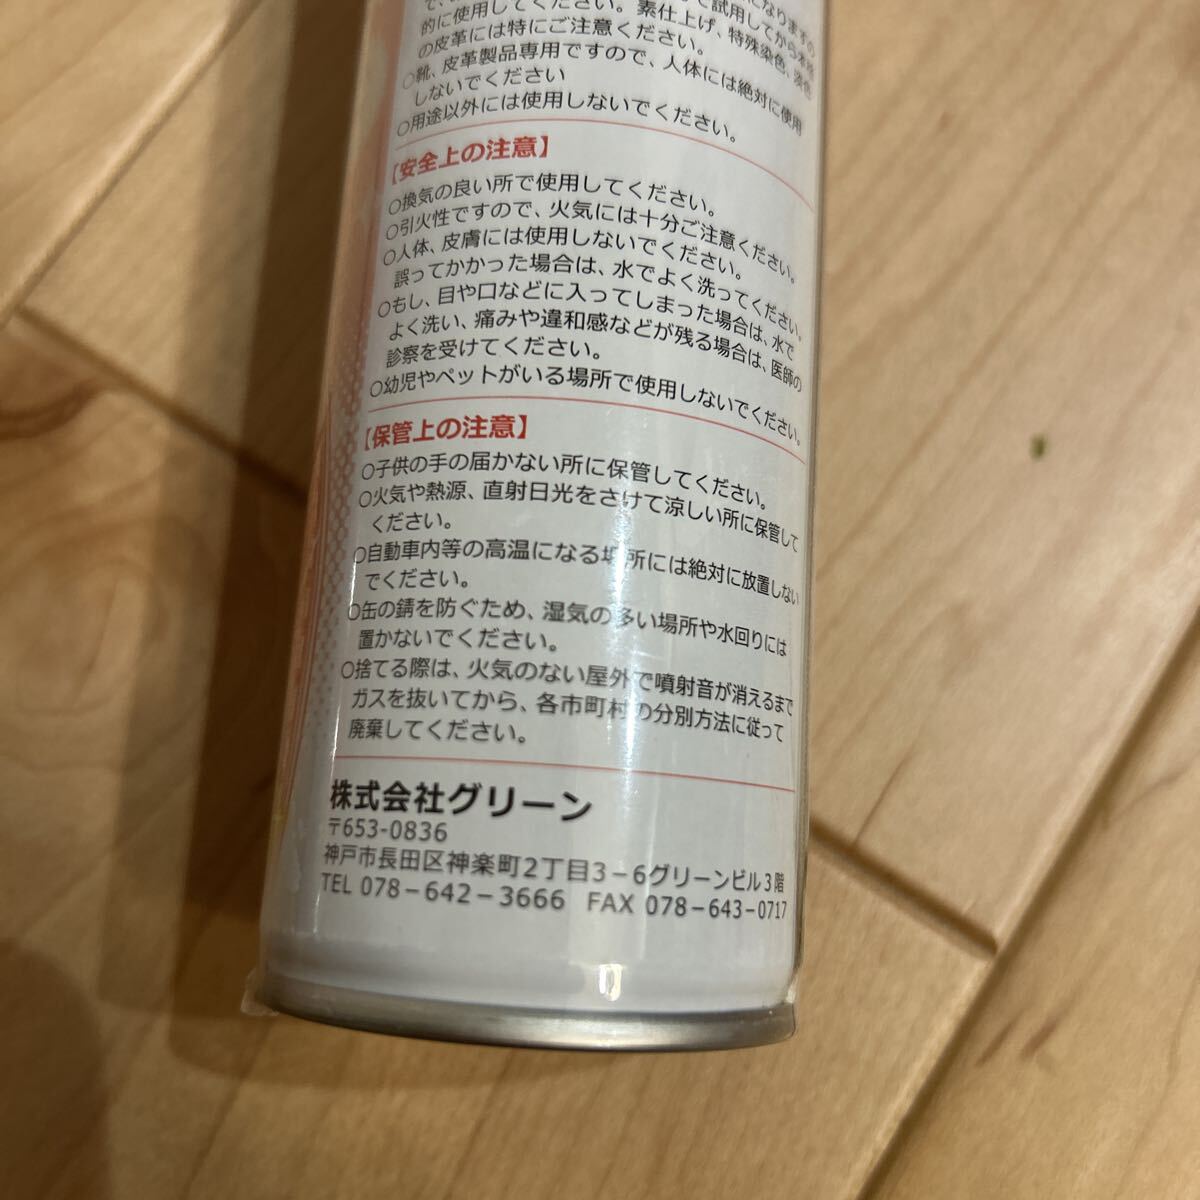 で試用してから本格
的に使用してください。素仕上げ、特殊染色、淡色
の皮革には特にご注意ください。
○靴、皮革製品専用ですので、人体には絶対に使用
しないでください
○用途以外には使用しないでください。
【安全上の注意】
○換気の良い所で使用してください。
○引火性ですので、火気には十分ご注意ください。
○人体、皮膚には使用しないでください。
誤ってかかった場合は、水でよく洗ってください。
○もし、目や口などに入ってしまった場合は、水で
よく洗い、痛みや違和感などが残る場合は、医師の
診察を受けてください。
○幼児やペットがいる場所で使用しないでください。
【保管上の注意】
○子供の手の届かない所に保管してください。
○火気や熱源、直射日光をさけて涼しい所に保管して
ください。
○自動車内等の高温になる場所には絶対に放置しない
でください。
○缶の錆を防ぐため、湿気の多い場所や水回りには
置かないでください。
○捨てる際は、火気のない屋外で噴射音が消えるまで
ガスを抜いてから、各市町村の分別方法に従って
廃棄してください。
株式会社グリーン
〒653-0836
神戸市長田区神楽町2丁目3-6グリーンビル3階
TEL 078-642-3666 FAX 078-643-0717